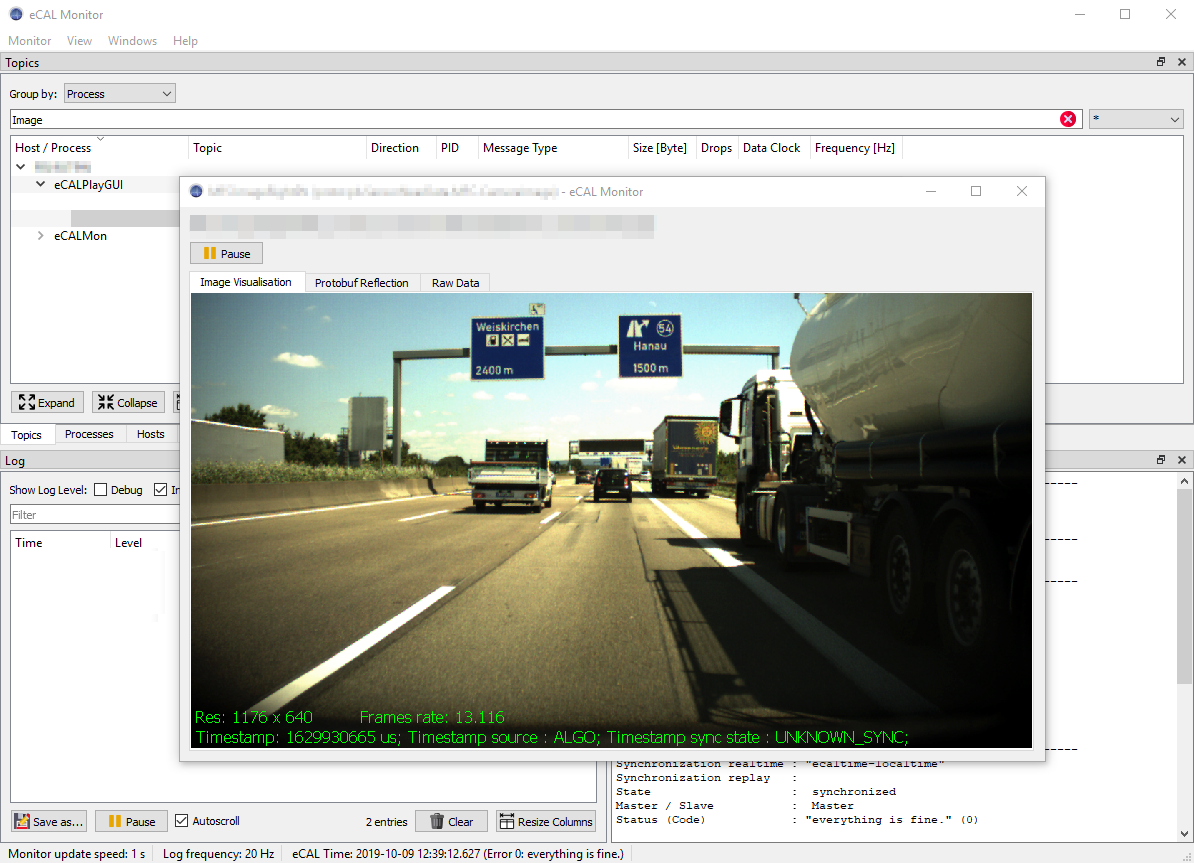 eCAL Monitor
Monitor View Windows Help
Topics
Group by: Process
Image *
Host / Process Topic Direction PID Message Type Size [Byte] Drops Data Clock Frequency [Hz]
eCALPlayGUI
- eCAL Monitor
eCALMon
Pause
Image Visualisation Protobuf Reflection Raw Data
Weiskirchen
2400 m
54
Hanau
1500 m
Expand Collapse
Topics Processes Hosts
Log
Show Log Level: Debug
Filter
Time Level
Res: 1176 x 640 Frames rate: 13.116
Timestamp: 1629930665 us; Timestamp source : ALGO; Timestamp sync state : UNKNOWN_SYNC;
Synchronization realtime : "ecaltime-localtime"
Synchronization replay :
State : synchronized
Master / Slave : Master
Status (Code) : "everything is fine." (0)
Save as... Pause Autoscroll 2 entries Clear Resize Columns
Monitor update speed: 1 s Log frequency: 20 Hz eCAL Time: 2019-10-09 12:39:12.627 (Error 0: everything is fine.)